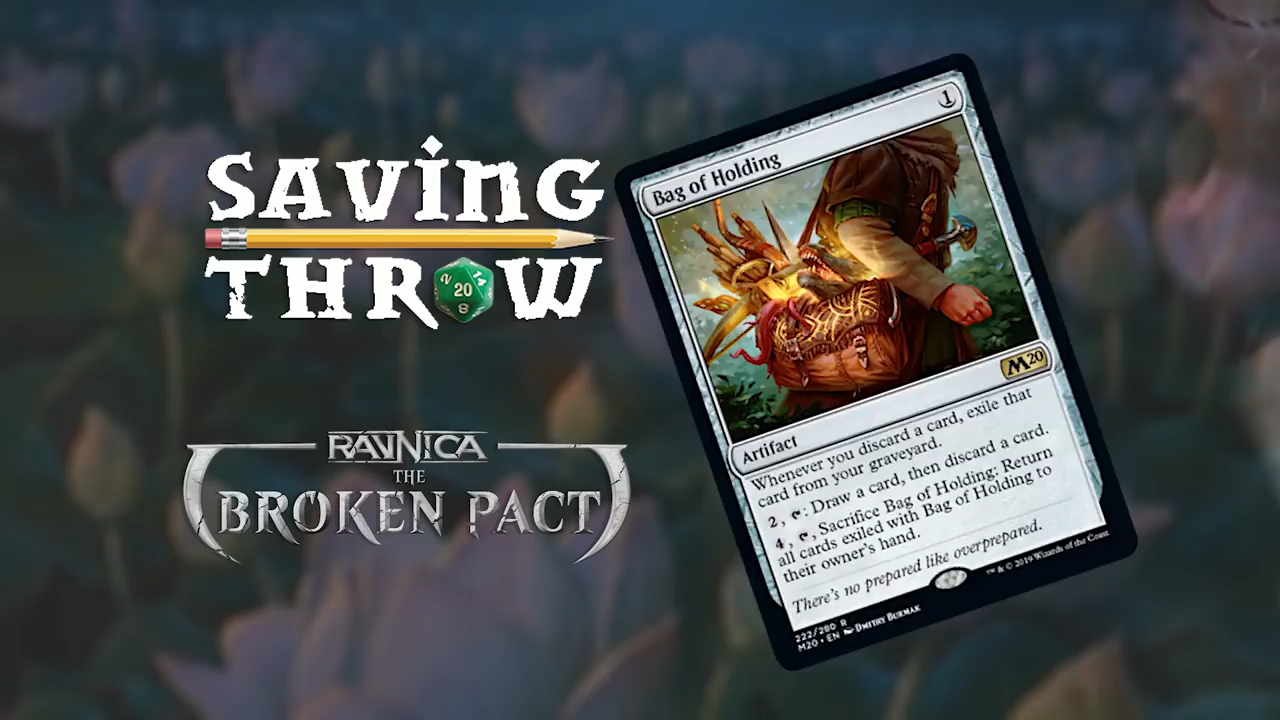 SAVING
THROW
2
14
20
8
RAVNICA
THE
BROKEN PACT
Bag of Holding
1
M20
Artifact
Whenever you discard a card, exile that
card from your graveyard.
2, T: Draw a card, then discard a card.
4, T, Sacrifice Bag of Holding: Return
all cards exiled with Bag of Holding to
their owner's hand.
There's no prepared like overprepared.
222/280 R
M20 • EN DMITRY BURMAK
™ & © 2019 Wizards of the Coast